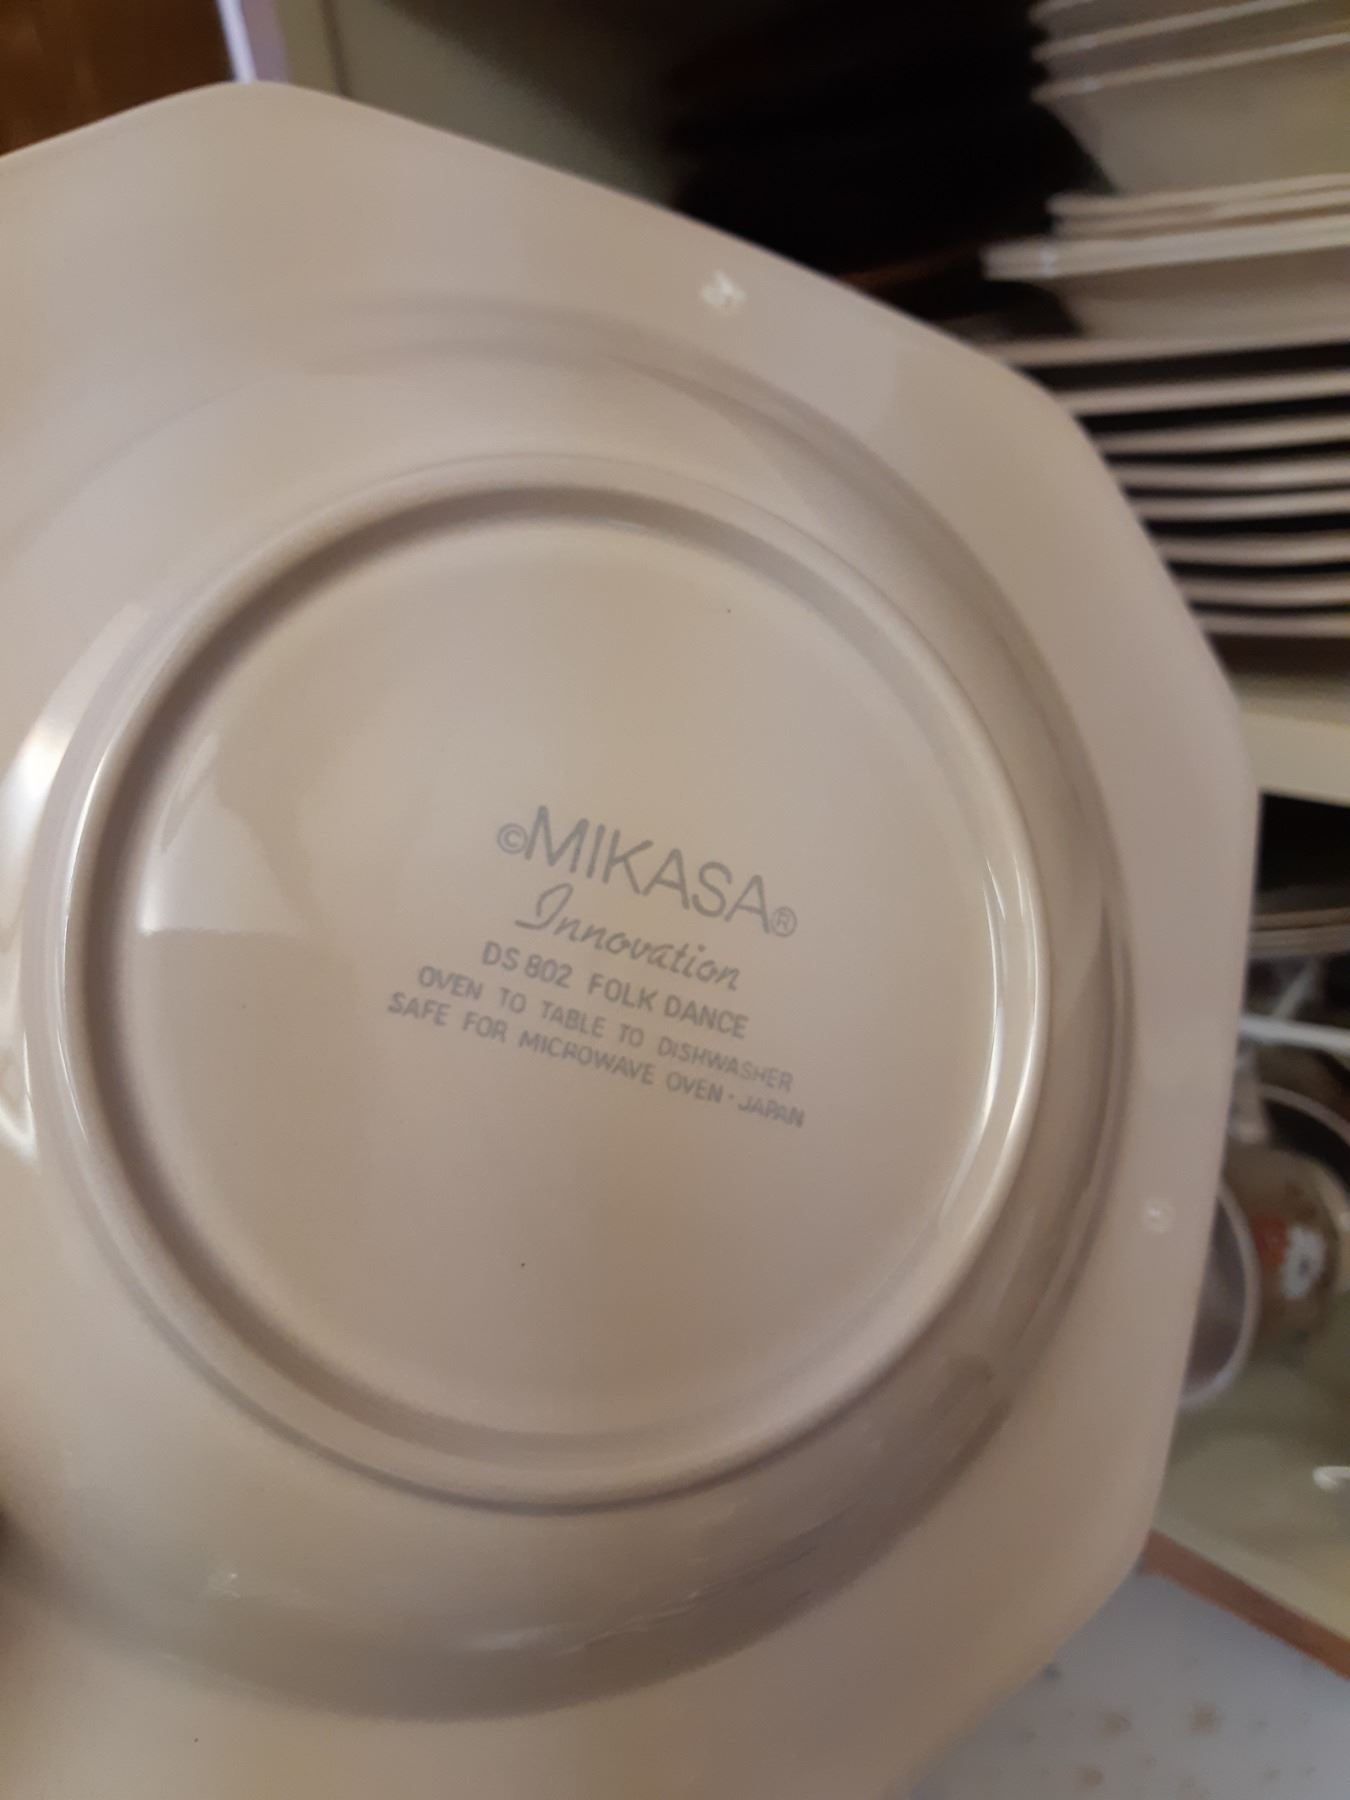 ©MIKASA®
Innovation
DS 802 FOLK DANCE
OVEN TO TABLE TO DISHWASHER
SAFE FOR MICROWAVE OVEN · JAPAN